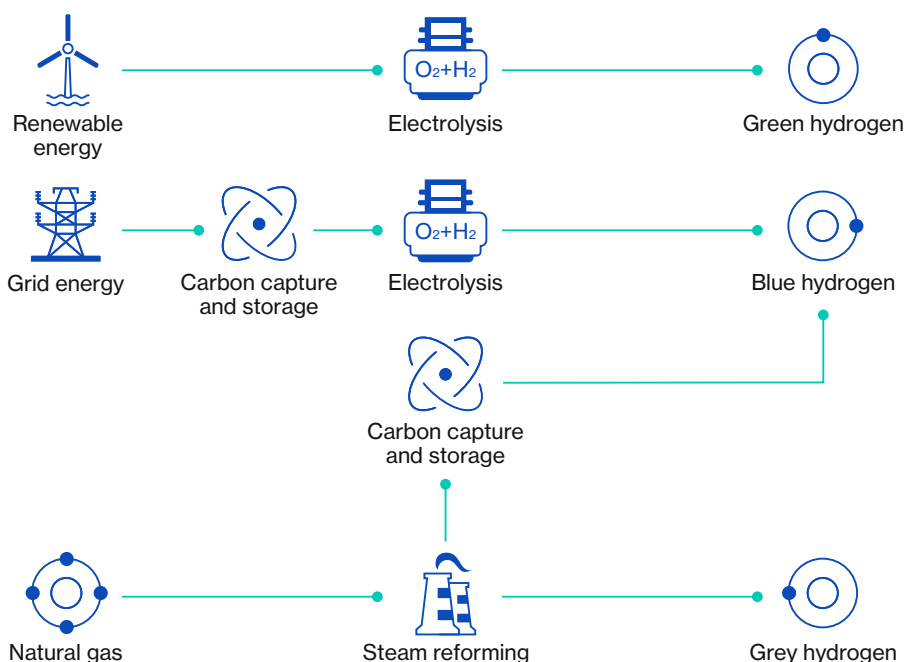 O₂+H₂
Renewable
energy
Electrolysis
Green hydrogen
O₂+H₂
Grid energy
Carbon capture
and storage
Electrolysis
Blue hydrogen
Carbon capture
and storage
Natural gas
Steam reforming
Grey hydrogen